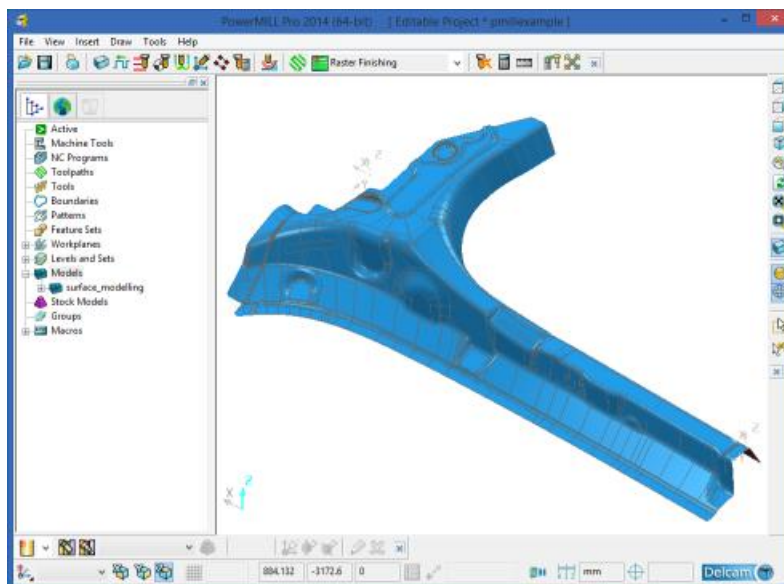 PowerMILL Pro 2014 (64-bit) [ Editable Project * pmillexample ]
File View Insert Draw Tools Help
Raster Finishing
Active
Machine Tools
NC Programs
Toolpaths
Tools
Boundaries
Patterns
Feature Sets
Workplanes
Levels and Sets
Models
surface_modelling
Stock Models
Groups
Macros
Z
X
Z
X
Z
884.132 -3172.6 0 mm Delcam